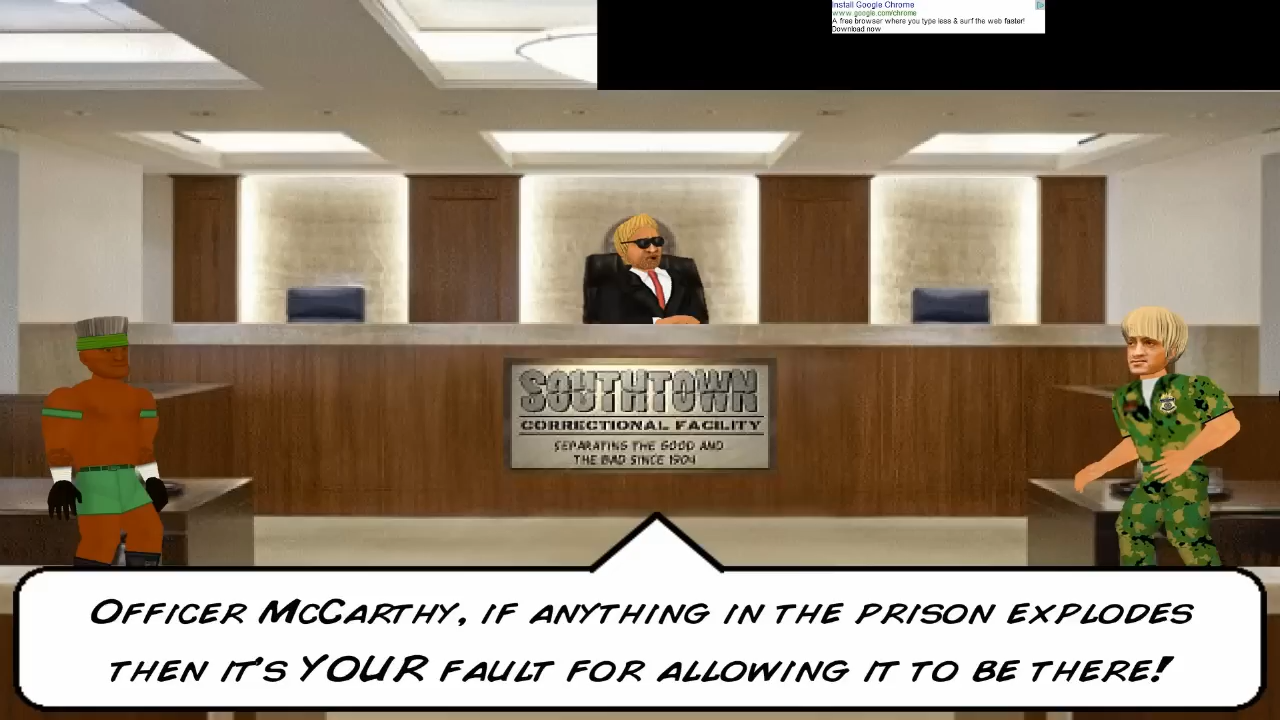 Install Google Chrome
www.google.com/chrome
A free browser where you type less & surf the web faster!
Download now
SOUTHTOWN
CORRECTIONAL FACILITY
SEPARATING THE GOOD AND
THE BAD SINCE 1904
OFFICER MCCARTHY, IF ANYTHING IN THE PRISON EXPLODES
THEN IT'S YOUR FAULT FOR ALLOWING IT TO BE THERE!